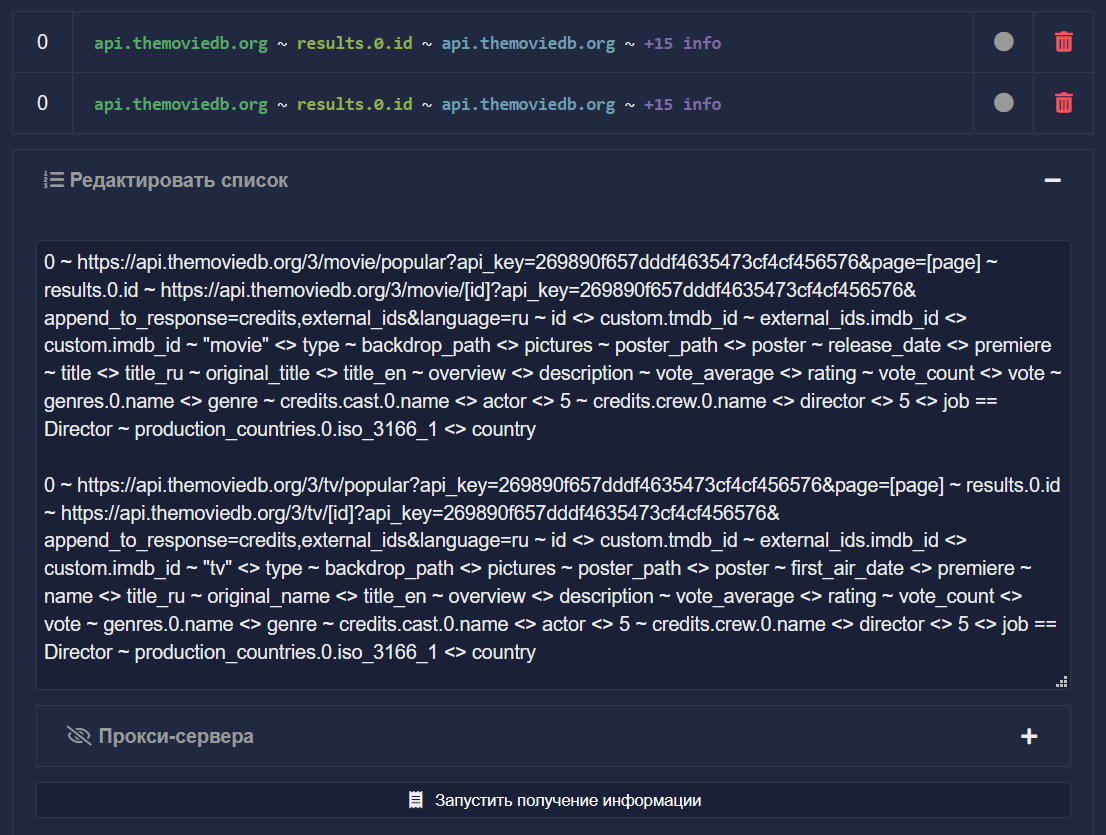 0 api.themoviedb.org ~ results.0.id ~ api.themoviedb.org ~ +15 info
0 api.themoviedb.org ~ results.0.id ~ api.themoviedb.org ~ +15 info
Редактировать список
0 ~ https://api.themoviedb.org/3/movie/popular?api_key=269890f657dddf4635473cf4cf456576&page=[page] ~
results.0.id ~ https://api.themoviedb.org/3/movie/[id]?api_key=269890f657dddf4635473cf4cf456576&
append_to_response=credits,external_ids&language=ru ~ id <> custom.tmdb_id ~ external_ids.imdb_id <>
custom.imdb_id ~ "movie" <> type ~ backdrop_path <> pictures ~ poster_path <> poster ~ release_date <> premiere
~ title <> title_ru ~ original_title <> title_en ~ overview <> description ~ vote_average <> rating ~ vote_count <> vote ~
genres.0.name <> genre ~ credits.cast.0.name <> actor <> 5 ~ credits.crew.0.name <> director <> 5 <> job ==
Director ~ production_countries.0.iso_3166_1 <> country
0 ~ https://api.themoviedb.org/3/tv/popular?api_key=269890f657dddf4635473cf4cf456576&page=[page] ~ results.0.id
~ https://api.themoviedb.org/3/tv/[id]?api_key=269890f657dddf4635473cf4cf456576&
append_to_response=credits,external_ids&language=ru ~ id <> custom.tmdb_id ~ external_ids.imdb_id <>
custom.imdb_id ~ "tv" <> type ~ backdrop_path <> pictures ~ poster_path <> poster ~ first_air_date <> premiere ~
name <> title_ru ~ original_name <> title_en ~ overview <> description ~ vote_average <> rating ~ vote_count <>
vote ~ genres.0.name <> genre ~ credits.cast.0.name <> actor <> 5 ~ credits.crew.0.name <> director <> 5 <> job ==
Director ~ production_countries.0.iso_3166_1 <> country
Прокси-сервера
Запустить получение информации